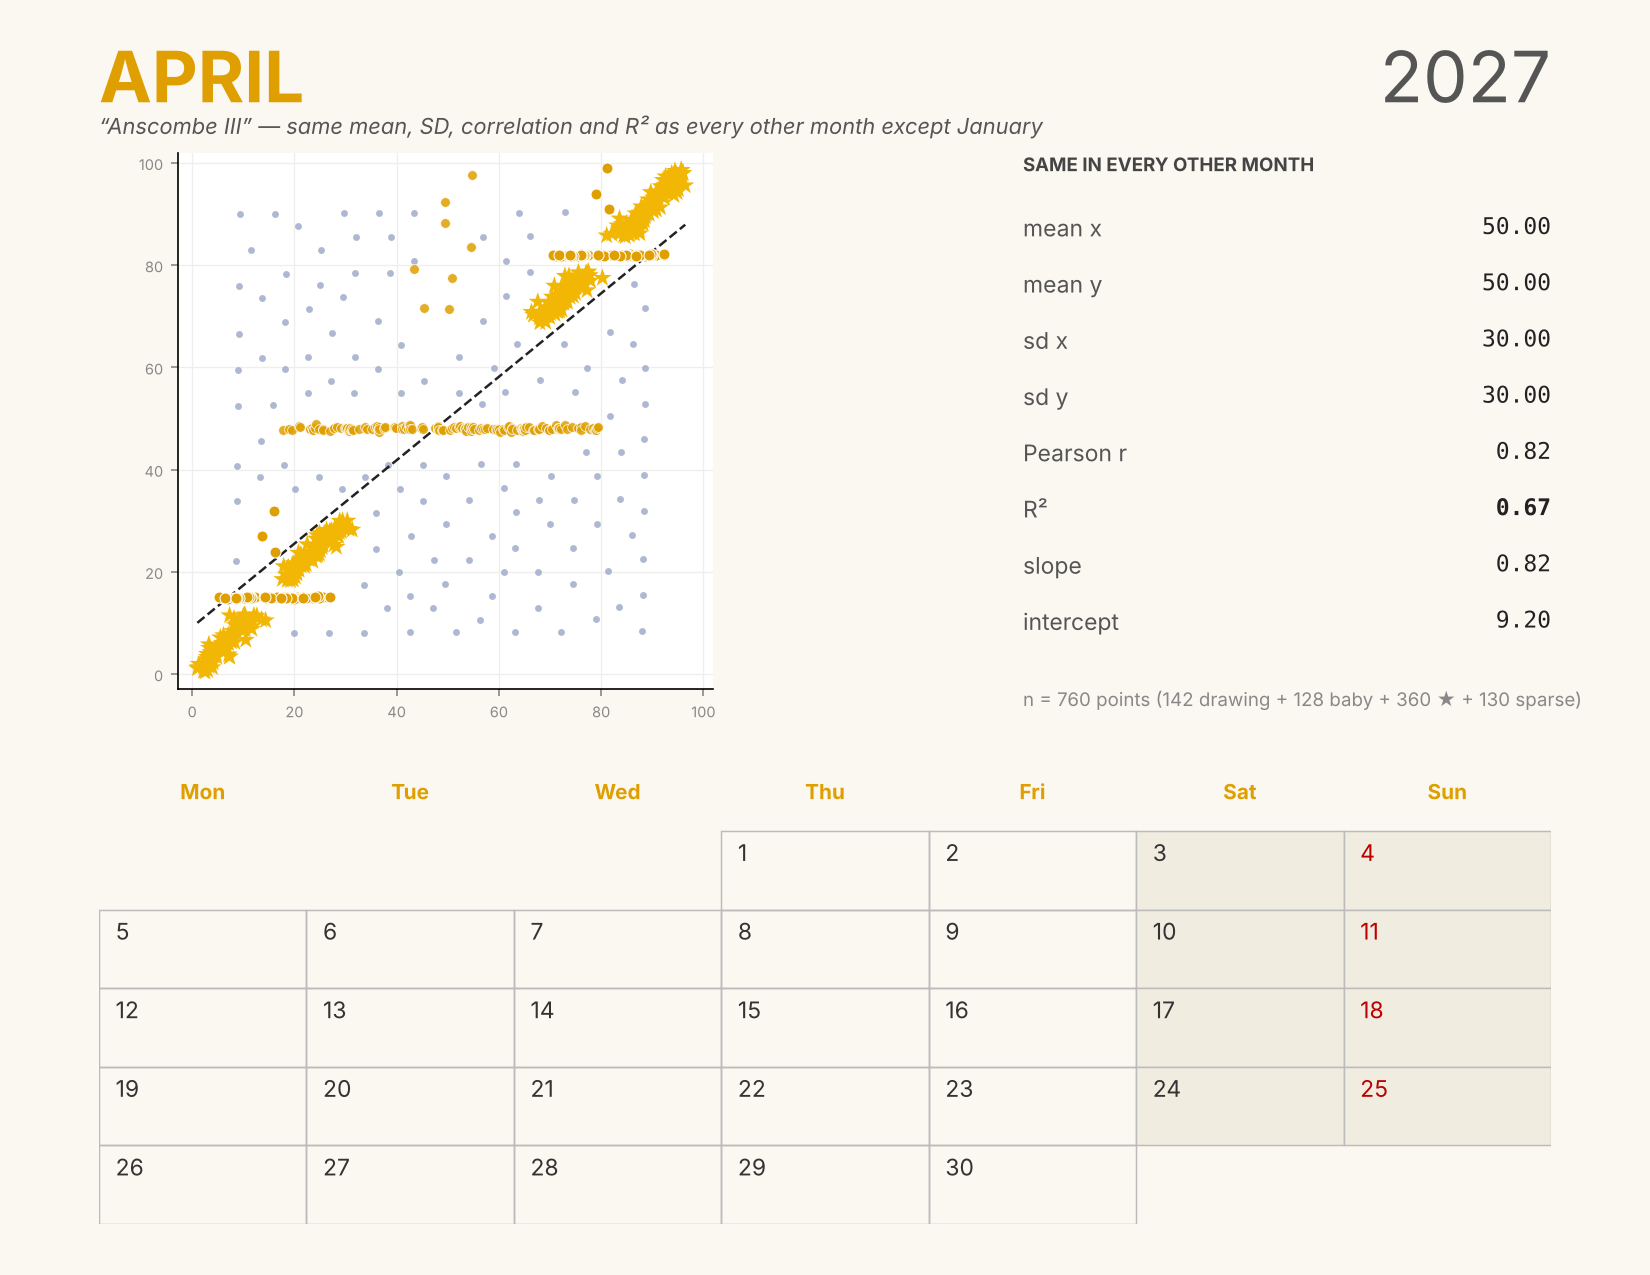 APRIL 2027
“Anscombe III” — same mean, SD, correlation and R² as every other month except January
100
80
60
40
20
0
0 20 40 60 80 100
SAME IN EVERY OTHER MONTH
mean x 50.00
mean y 50.00
sd x 30.00
sd y 30.00
Pearson r 0.82
R² 0.67
slope 0.82
intercept 9.20
n = 760 points (142 drawing + 128 baby + 360 ★ + 130 sparse)
Mon Tue Wed Thu Fri Sat Sun
1 2 3 4
5 6 7 8 9 10 11
12 13 14 15 16 17 18
19 20 21 22 23 24 25
26 27 28 29 30